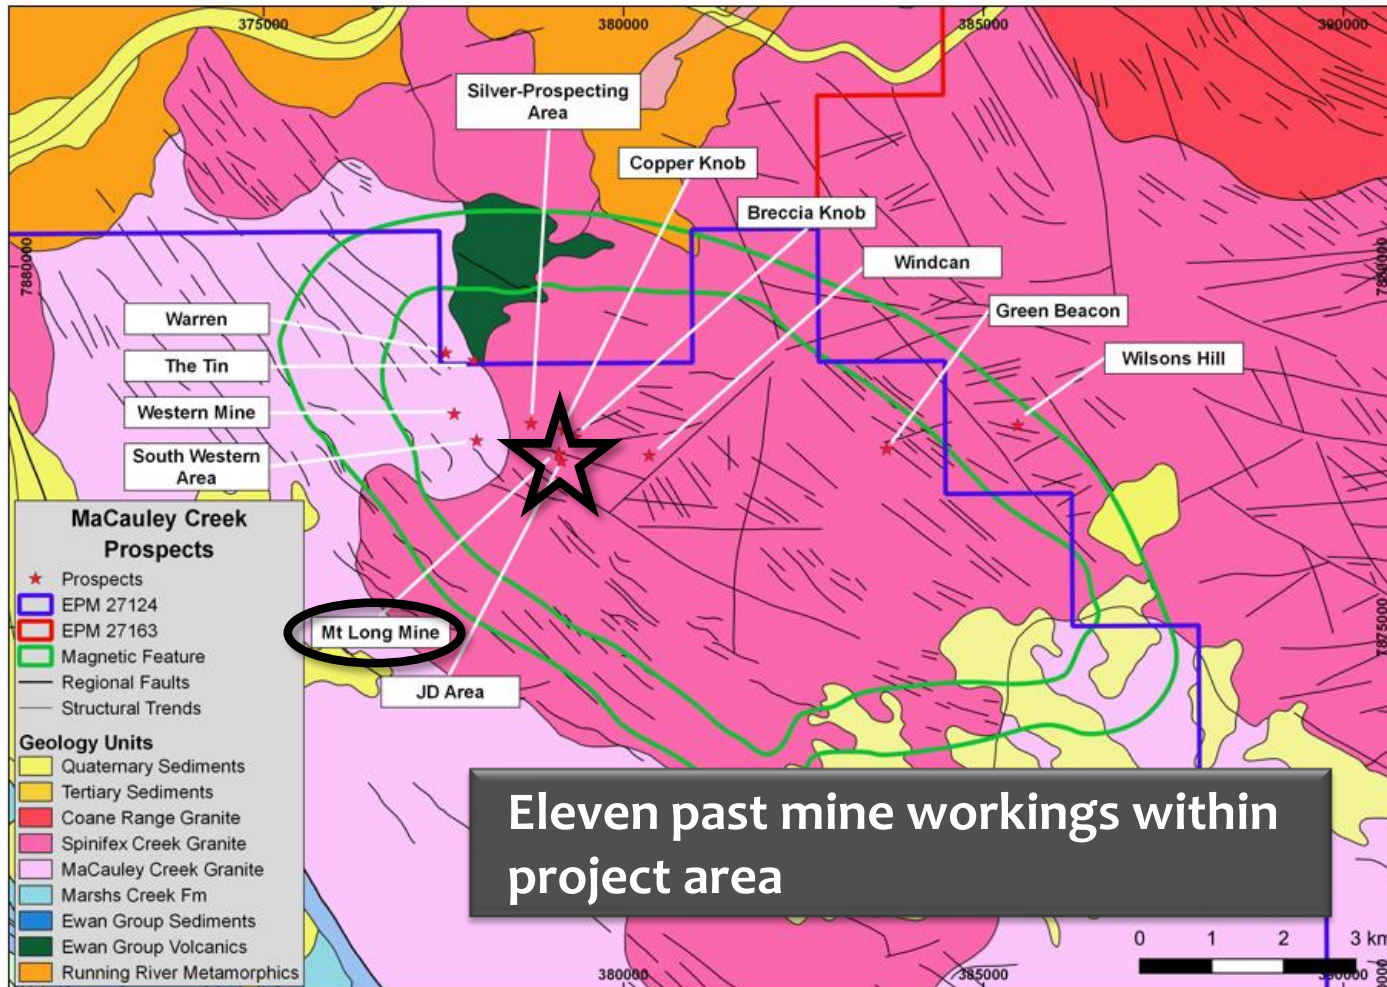 375000
380000
385000
390000
Silver-Prospecting
Area
Copper Knob
Breccia Knob
Windcan
Green Beacon
Wilsons Hill
7880000
7880000
Warren
The Tin
Western Mine
South Western
Area
Mt Long Mine
JD Area
7875000
MaCauley Creek
Prospects
Prospects
EPM 27124
EPM 27163
Magnetic Feature
Regional Faults
Structural Trends
Geology Units
Quaternary Sediments
Tertiary Sediments
Coane Range Granite
Spinifex Creek Granite
MaCauley Creek Granite
Marshs Creek Fm
Ewan Group Sediments
Ewan Group Volcanics
Running River Metamorphics
Eleven past mine workings within
project area
0 1 2 3 km
380000
385000